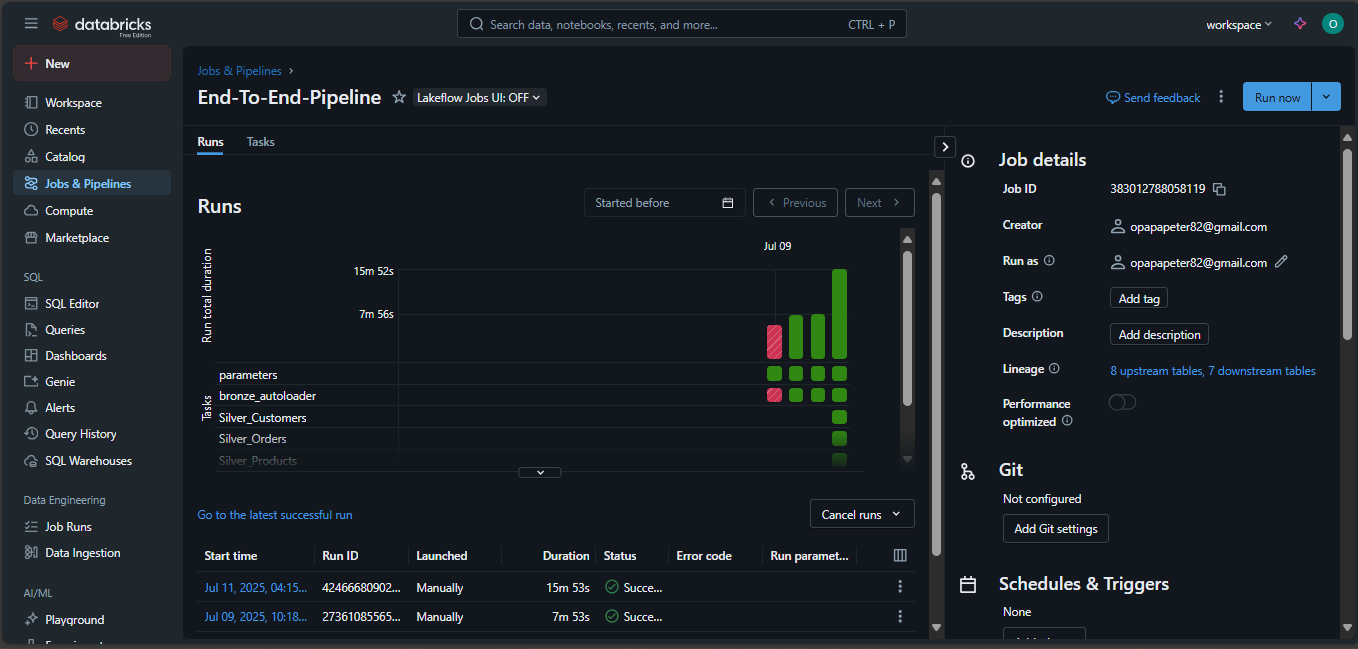 databricks
Free Edition
Search data, notebooks, recents, and more...
CTRL + P
workspace
O
New
Workspace
Recents
Catalog
Jobs & Pipelines
Compute
Marketplace
SQL
SQL Editor
Queries
Dashboards
Genie
Alerts
Query History
SQL Warehouses
Data Engineering
Job Runs
Data Ingestion
AI/ML
Playground
Jobs & Pipelines
End-To-End-Pipeline
Lakeflow Jobs UI: OFF
Send feedback
Run now
Runs
Tasks
Runs
Started before
Previous
Next
Jul 09
Run total duration
15m 52s
7m 56s
Tasks
parameters
bronze_autoloader
Silver_Customers
Silver_Orders
Silver_Products
Go to the latest successful run
Cancel runs
Start time Run ID Launched Duration Status Error code Run paramet...
Jul 11, 2025, 04:15... 42466680902... Manually 15m 53s Succe...
Jul 09, 2025, 10:18... 27361085565... Manually 7m 53s Succe...
Job details
Job ID 383012788058119
Creator opapapeter82@gmail.com
Run as opapapeter82@gmail.com
Tags Add tag
Description Add description
Lineage 8 upstream tables, 7 downstream tables
Performance
optimized
Git
Not configured
Add Git settings
Schedules & Triggers
None